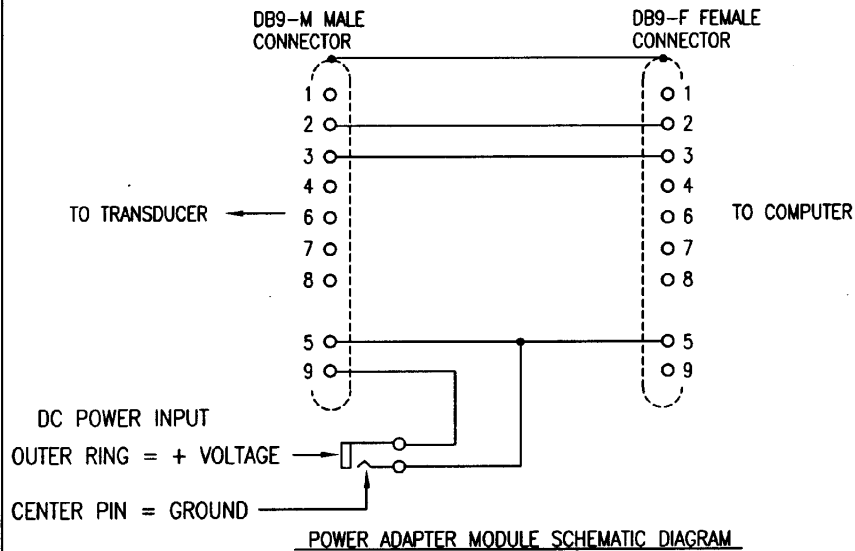 DB9-M MALE
CONNECTOR
DB9-F FEMALE
CONNECTOR
1 1
2 2
3 3
4 4
TO TRANSDUCER 6 6 TO COMPUTER
7 7
8 8
5 5
9 9
DC POWER INPUT
OUTER RING = + VOLTAGE
CENTER PIN = GROUND
POWER ADAPTER MODULE SCHEMATIC DIAGRAM